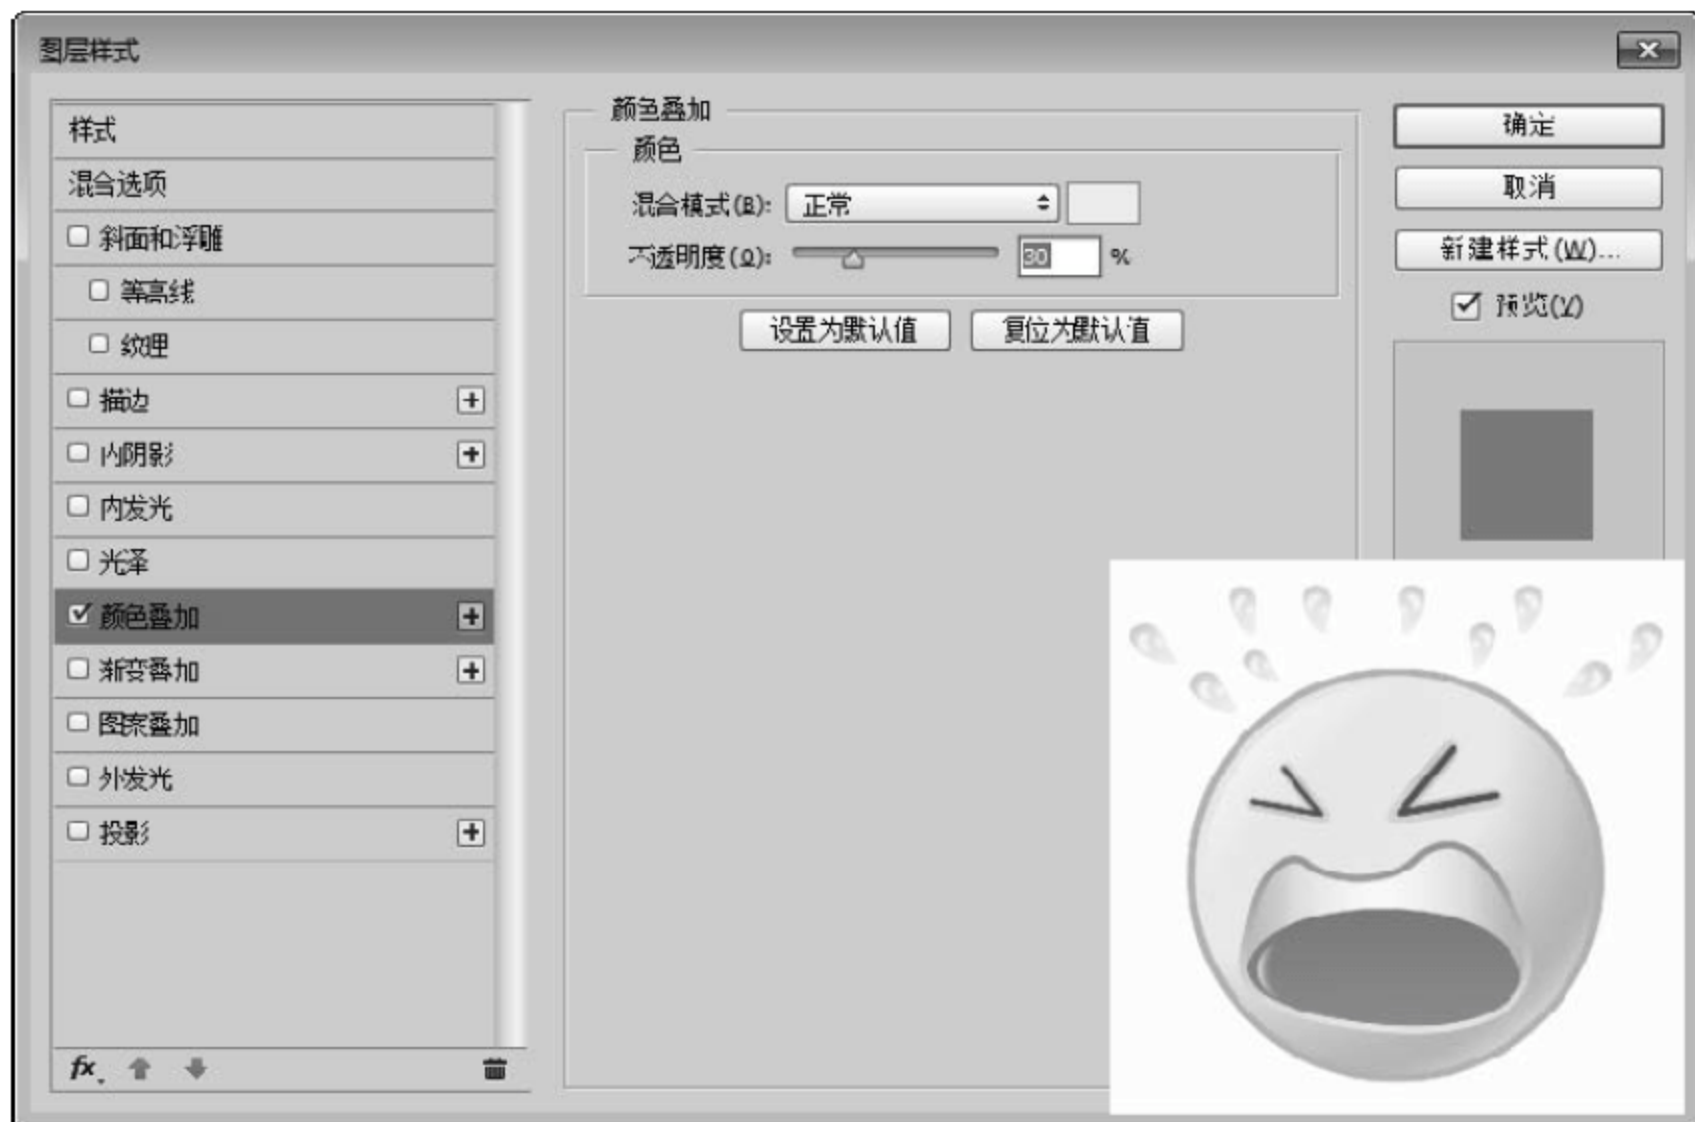 图层样式
样式
混合选项
斜面和浮雕
等高线
纹理
描边
内阴影
内发光
光泽
颜色叠加
渐变叠加
图案叠加
外发光
投影
fx
颜色叠加
颜色
混合模式(B): 正常
不透明度(O): 30 %
设置为默认值 复位为默认值
确定
取消
新建样式(W)...
预览(V)